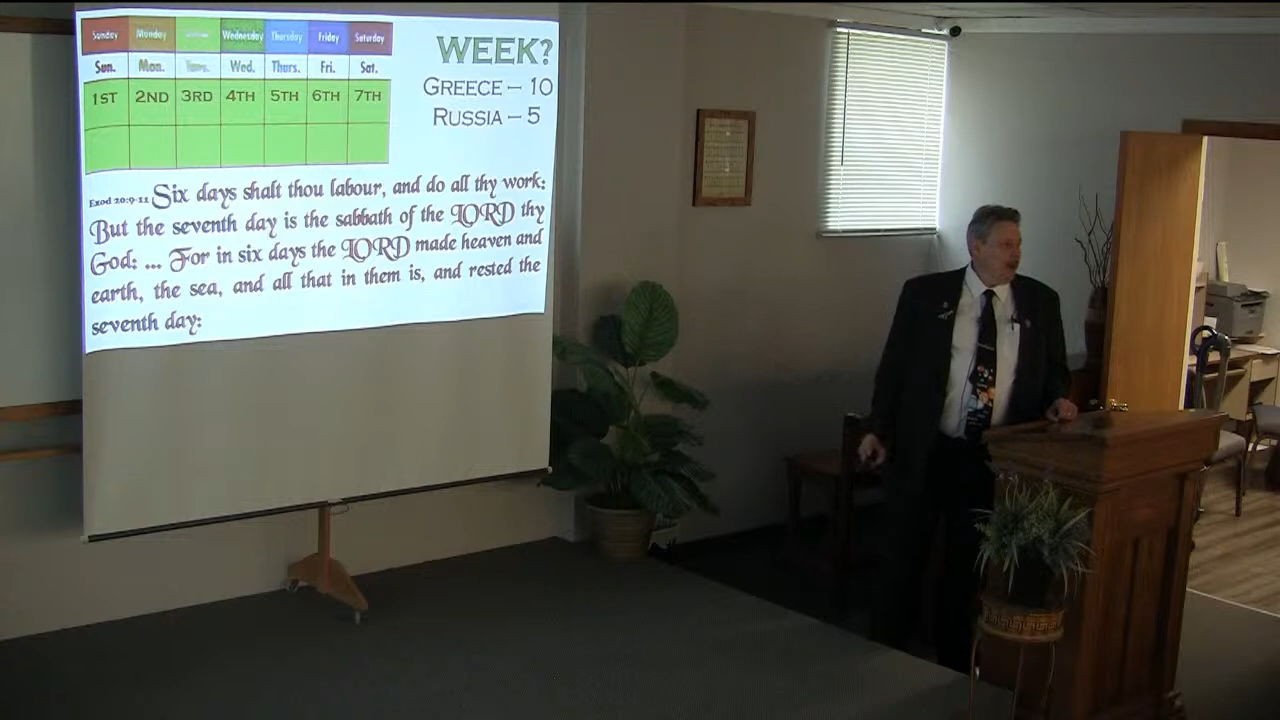 Sunday Monday Wednesday Thursday Friday Saturday
Sun. Mon. Tues. Wed. Thurs. Fri. Sat.
1ST 2ND 3RD 4TH 5TH 6TH 7TH
WEEK?
GREECE – 10
RUSSIA – 5
Exod 20:9-11 Six days shalt thou labour, and do all thy work:
But the seventh day is the sabbath of the LORD thy
God: ... For in six days the LORD made heaven and
earth, the sea, and all that in them is, and rested the
seventh day: